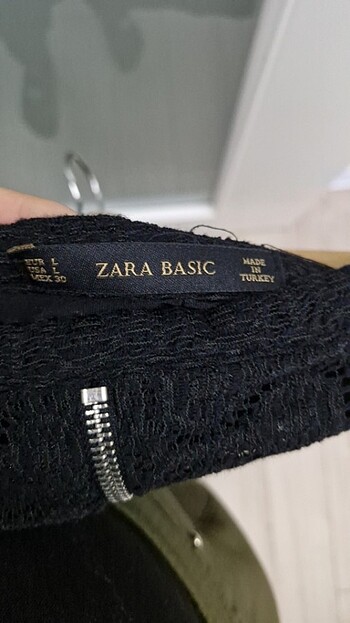 EUR L
USA L
MEX 30
ZARA BASIC
MADE
IN
TURKEY